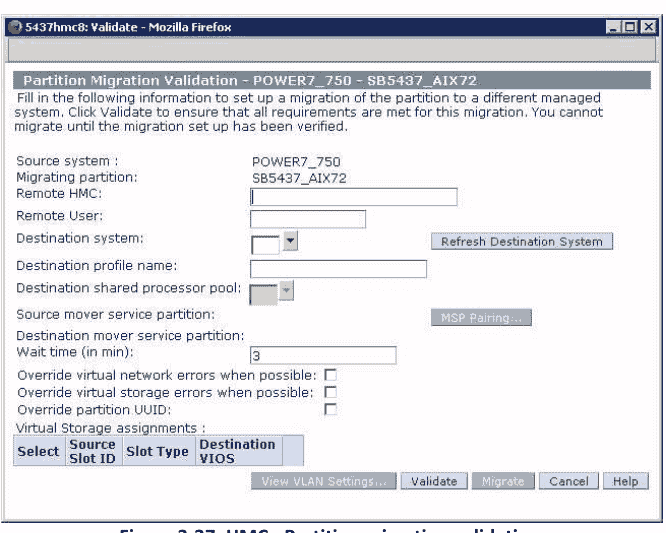 5437hmc8: Validate - Mozilla Firefox
Partition Migration Validation - POWER7_750 - SB5437_AIX72
Fill in the following information to set up a migration of the partition to a different managed
system. Click Validate to ensure that all requirements are met for this migration. You cannot
migrate until the migration set up has been verified.
Source system : POWER7_750
Migrating partition: SB5437_AIX72
Remote HMC:
Remote User:
Destination system: Refresh Destination System
Destination profile name:
Destination shared processor pool:
Source mover service partition: MSP Pairing...
Destination mover service partition:
Wait time (in min): 3
Override virtual network errors when possible:
Override virtual storage errors when possible:
Override partition UUID:
Virtual Storage assignments :
Select Source Slot ID Slot Type Destination VIOS
View VLAN Settings... Validate Migrate Cancel Help